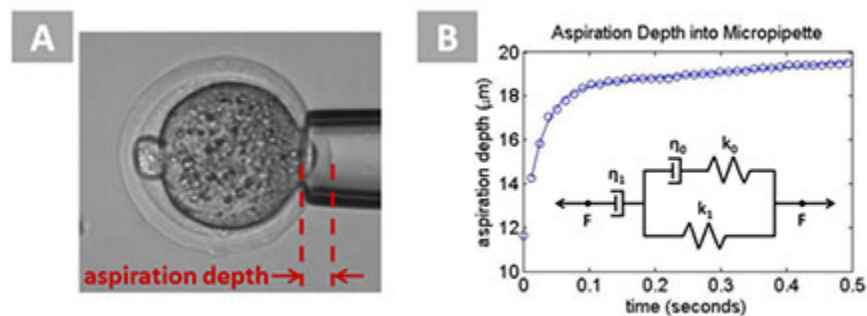 A
aspiration depth
B
Aspiration Depth into Micropipette
aspiration depth (μm)
20
18
16
14
12
10
η₁
η₀
k₀
k₁
F
F
0
0.1
0.2
0.3
0.4
0.5
time (seconds)